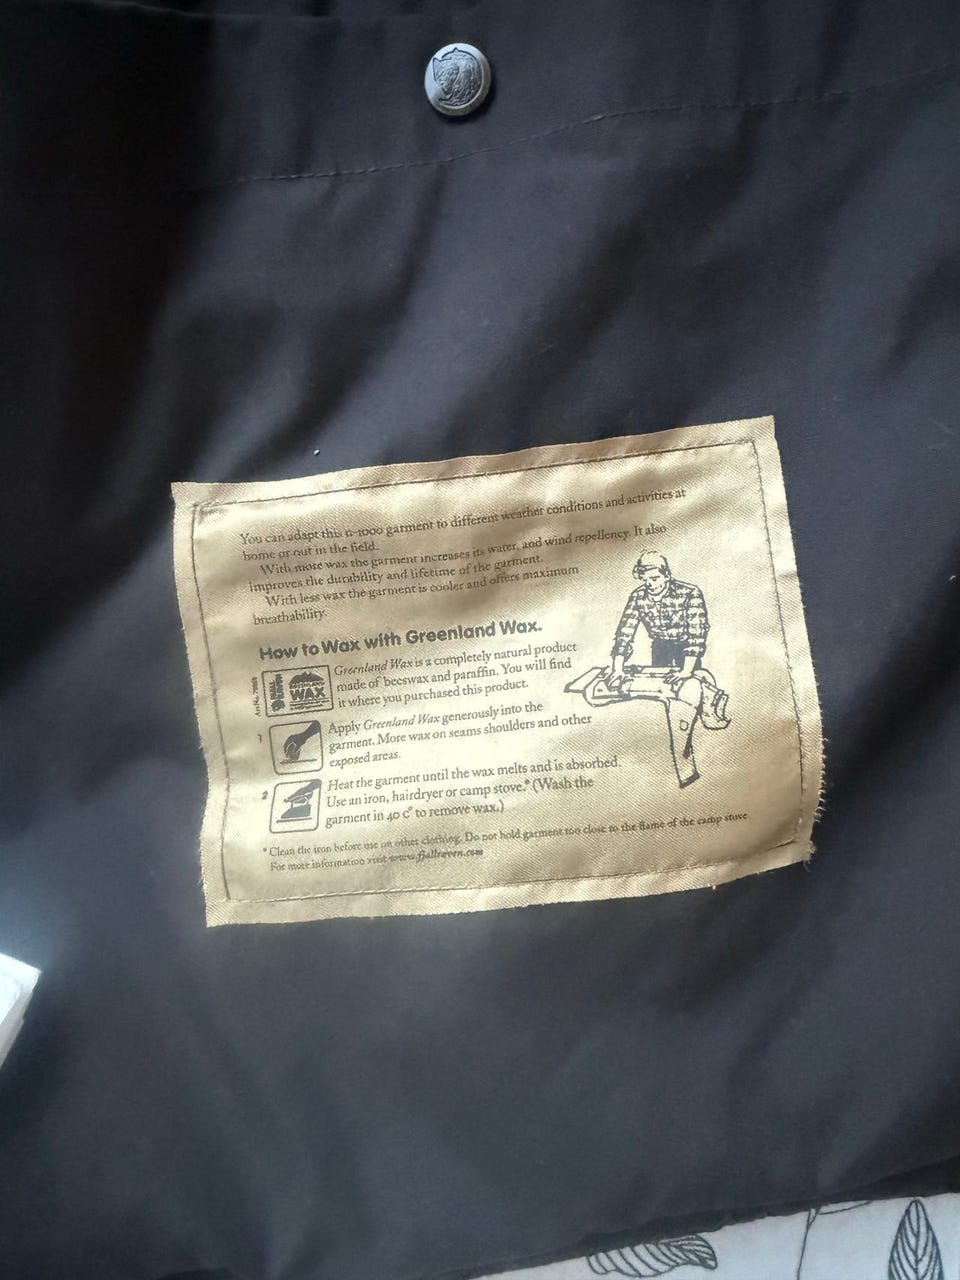 You can adapt this G-1000 garment to different weather conditions and activities at
home or out in the field.
With more wax the garment increases its water, and wind repellency. It also
improves the durability and lifetime of the garment.
With less wax the garment is cooler and offers maximum
breathability.
How to Wax with Greenland Wax.
GREENLAND
WAX
Greenland Wax is a completely natural product
made of beeswax and paraffin. You will find
it where you purchased this product.
1
Apply Greenland Wax generously into the
garment. More wax on seams shoulders and other
exposed areas.
2
Heat the garment until the wax melts and is absorbed.
Use an iron, hairdryer or camp stove.* (Wash the
garment in 40 C° to remove wax.)
* Clean the iron before use on other clothing. Do not hold garment too close to the flame of the camp stove
For more information visit www.fjallraven.com